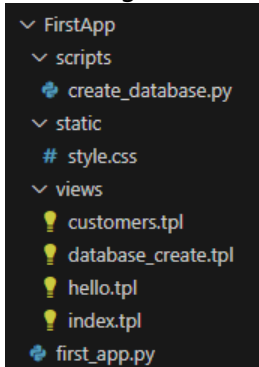 FirstApp
scripts
create_database.py
static
# style.css
views
customers.tpl
database_create.tpl
hello.tpl
index.tpl
first_app.py